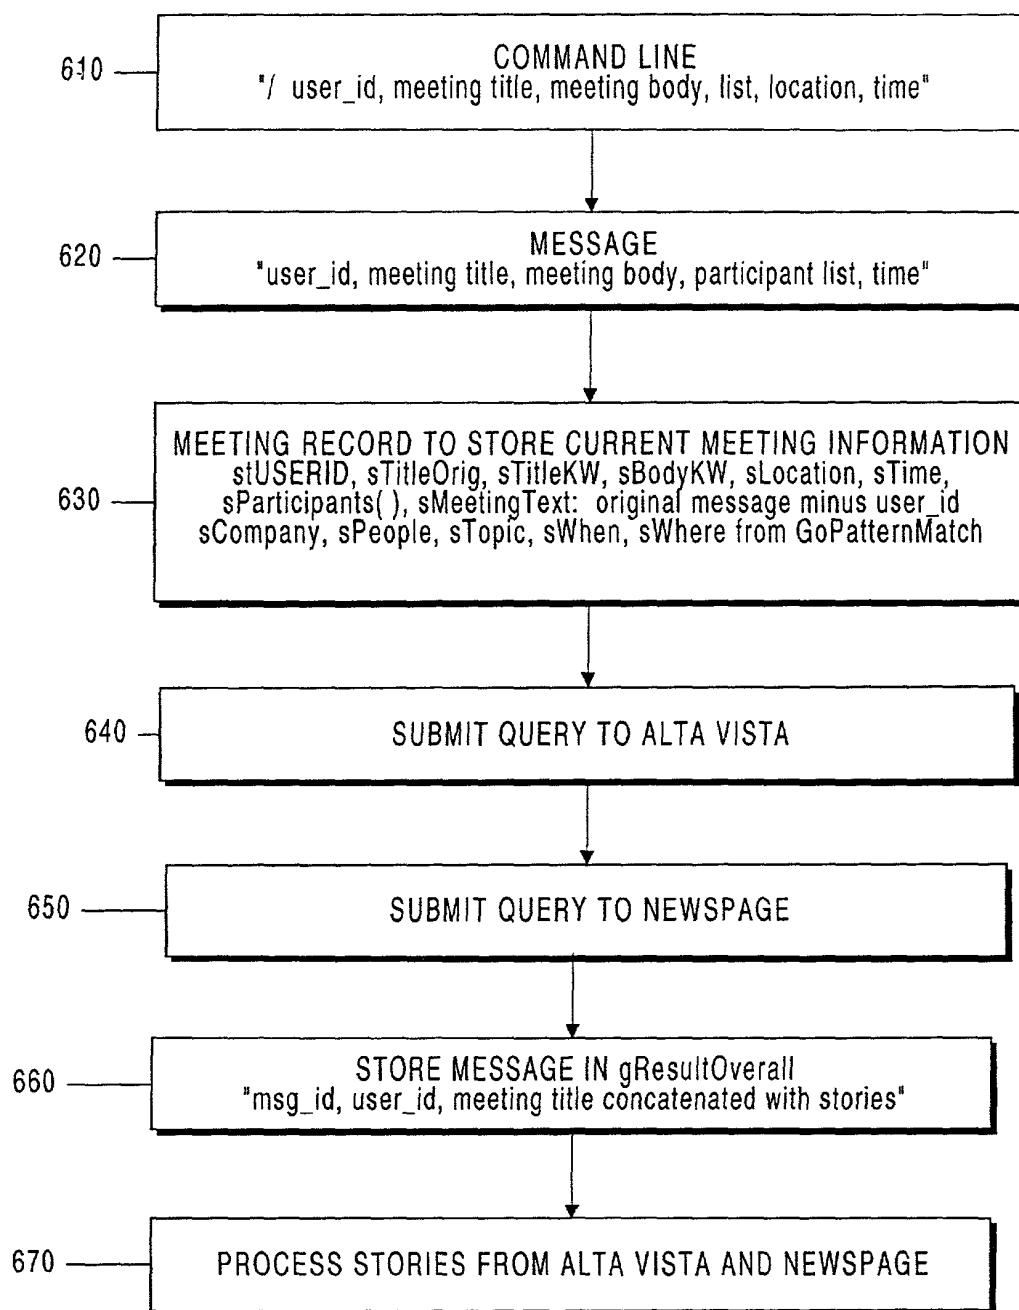 610
COMMAND LINE
"/ user_id, meeting title, meeting body, list, location, time"
620
MESSAGE
"user_id, meeting title, meeting body, participant list, time"
630
MEETING RECORD TO STORE CURRENT MEETING INFORMATION
stUSERID, sTitleOrig, sTitleKW, sBodyKW, sLocation, sTime,
sParticipants( ), sMeetingText: original message minus user_id
sCompany, sPeople, sTopic, sWhen, sWhere from GoPatternMatch
640
SUBMIT QUERY TO ALTA VISTA
650
SUBMIT QUERY TO NEWSPAGE
660
STORE MESSAGE IN gResultOverall
"msg_id, user_id, meeting title concatenated with stories"
670
PROCESS STORIES FROM ALTA VISTA AND NEWSPAGE